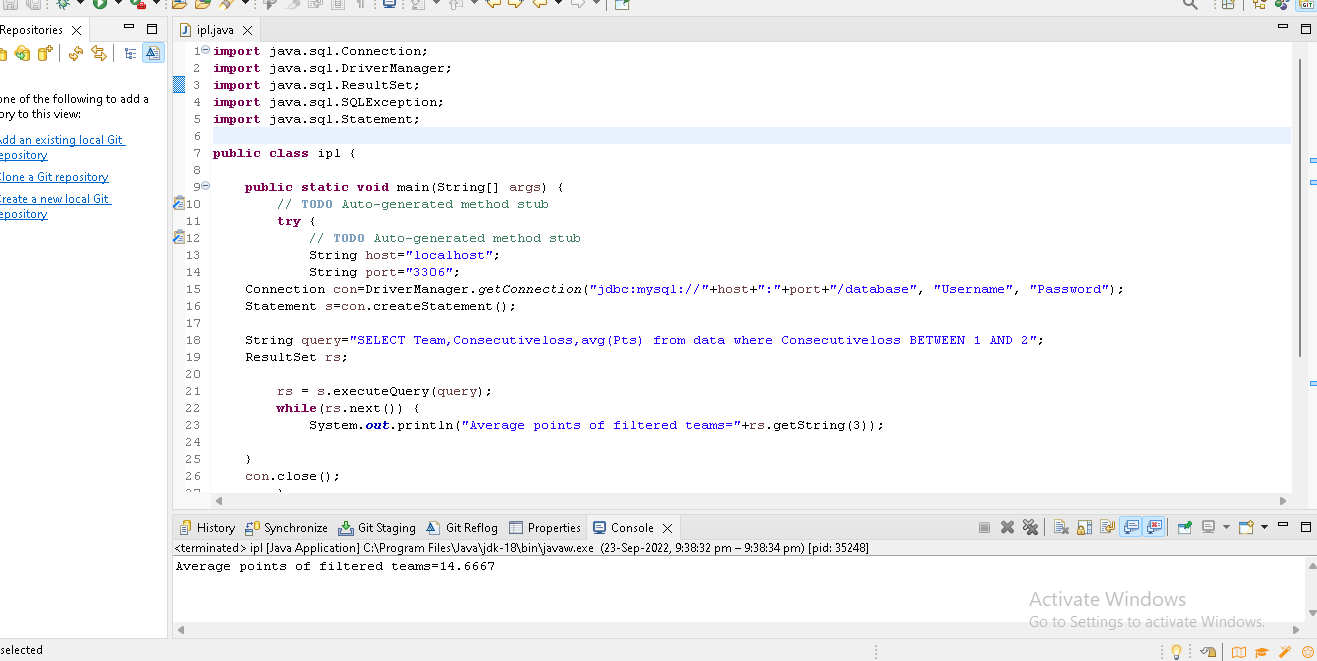 Repositories
ipl.java
one of the following to add a
ory to this view:
Add an existing local Git
epository
Clone a Git repository
Create a new local Git
epository
1 import java.sql.Connection;
2 import java.sql.DriverManager;
3 import java.sql.ResultSet;
4 import java.sql.SQLException;
5 import java.sql.Statement;
6
7 public class ipl {
8
9 public static void main(String[] args) {
10 // TODO Auto-generated method stub
11 try {
12 // TODO Auto-generated method stub
13 String host="localhost";
14 String port="3306";
15 Connection con=DriverManager.getConnection("jdbc:mysql://"+host+":"+port+"/database", "Username", "Password");
16 Statement s=con.createStatement();
17
18 String query="SELECT Team,Consecutiveloss,avg(Pts) from data where Consecutiveloss BETWEEN 1 AND 2";
19 ResultSet rs;
20
21 rs = s.executeQuery(query);
22 while(rs.next()) {
23 System.out.println("Average points of filtered teams="+rs.getString(3));
24
25 }
26 con.close();
History Synchronize Git Staging Git Reflog Properties Console
<terminated> ipl [Java Application] C:\Program Files\Java\jdk-18\bin\javaw.exe (23-Sep-2022, 9:38:32 pm – 9:38:34 pm) [pid: 35248]
Average points of filtered teams=14.6667
Activate Windows
Go to Settings to activate Windows.
selected